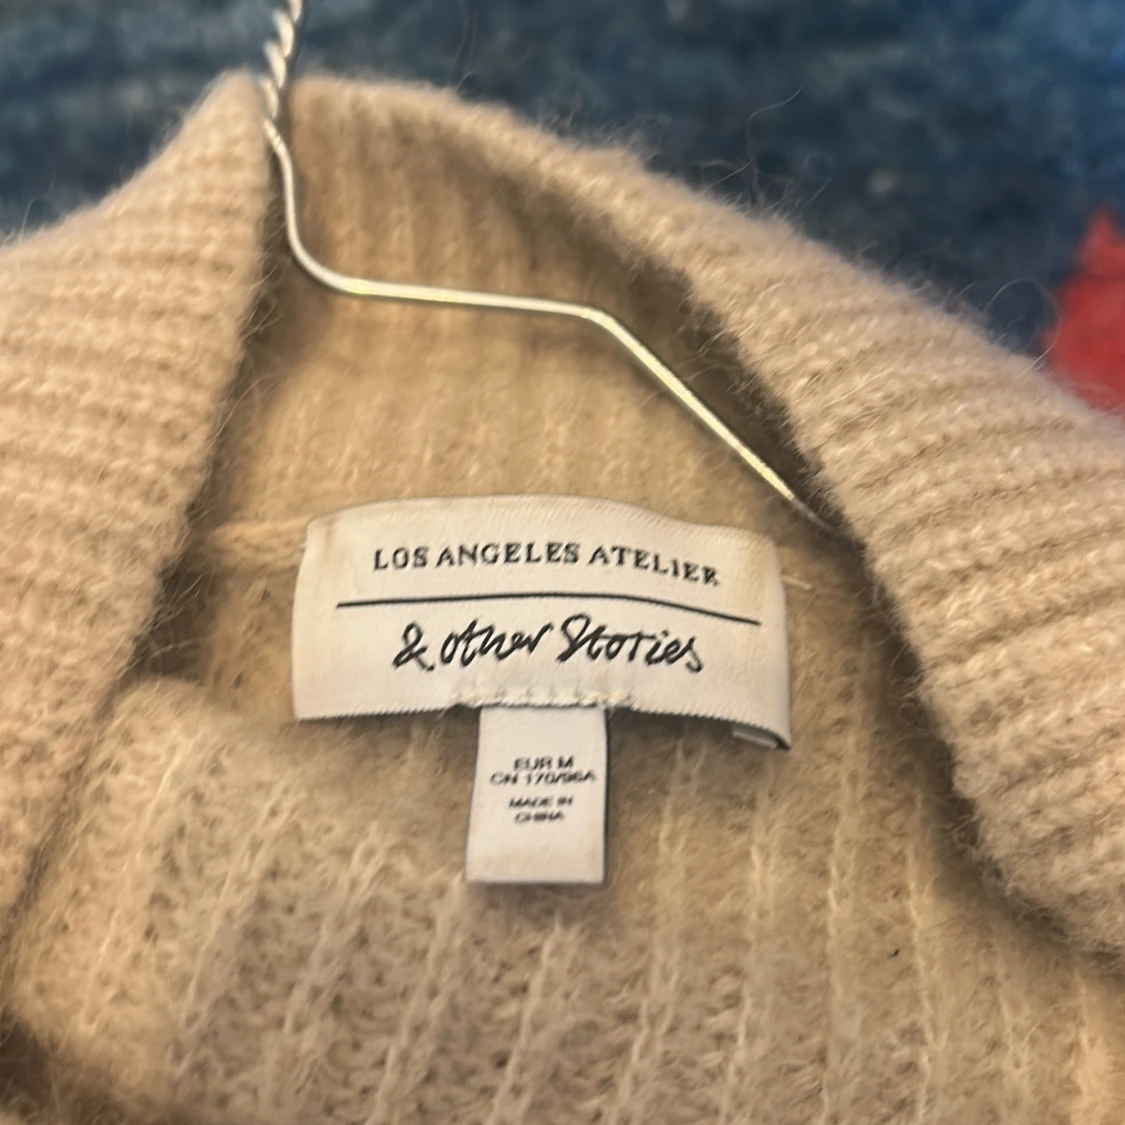 LOS ANGELES ATELIER
& other Stories
EUR M
CN 170/96A
MADE IN
CHINA